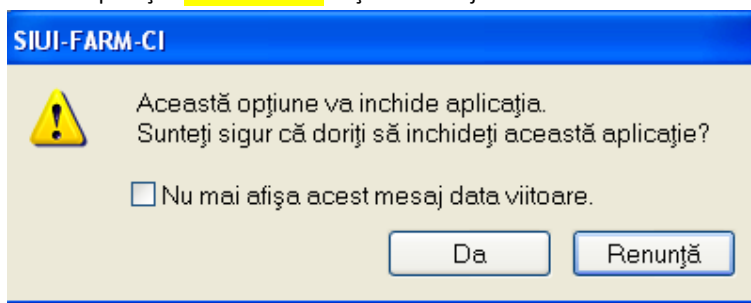 SIUI-FARM-CI
Această opţiune va inchide aplicaţia.
Sunteţi sigur că doriţi să inchideţi această aplicaţie?
Nu mai afişa acest mesaj data viitoare.
Da
Renunţă